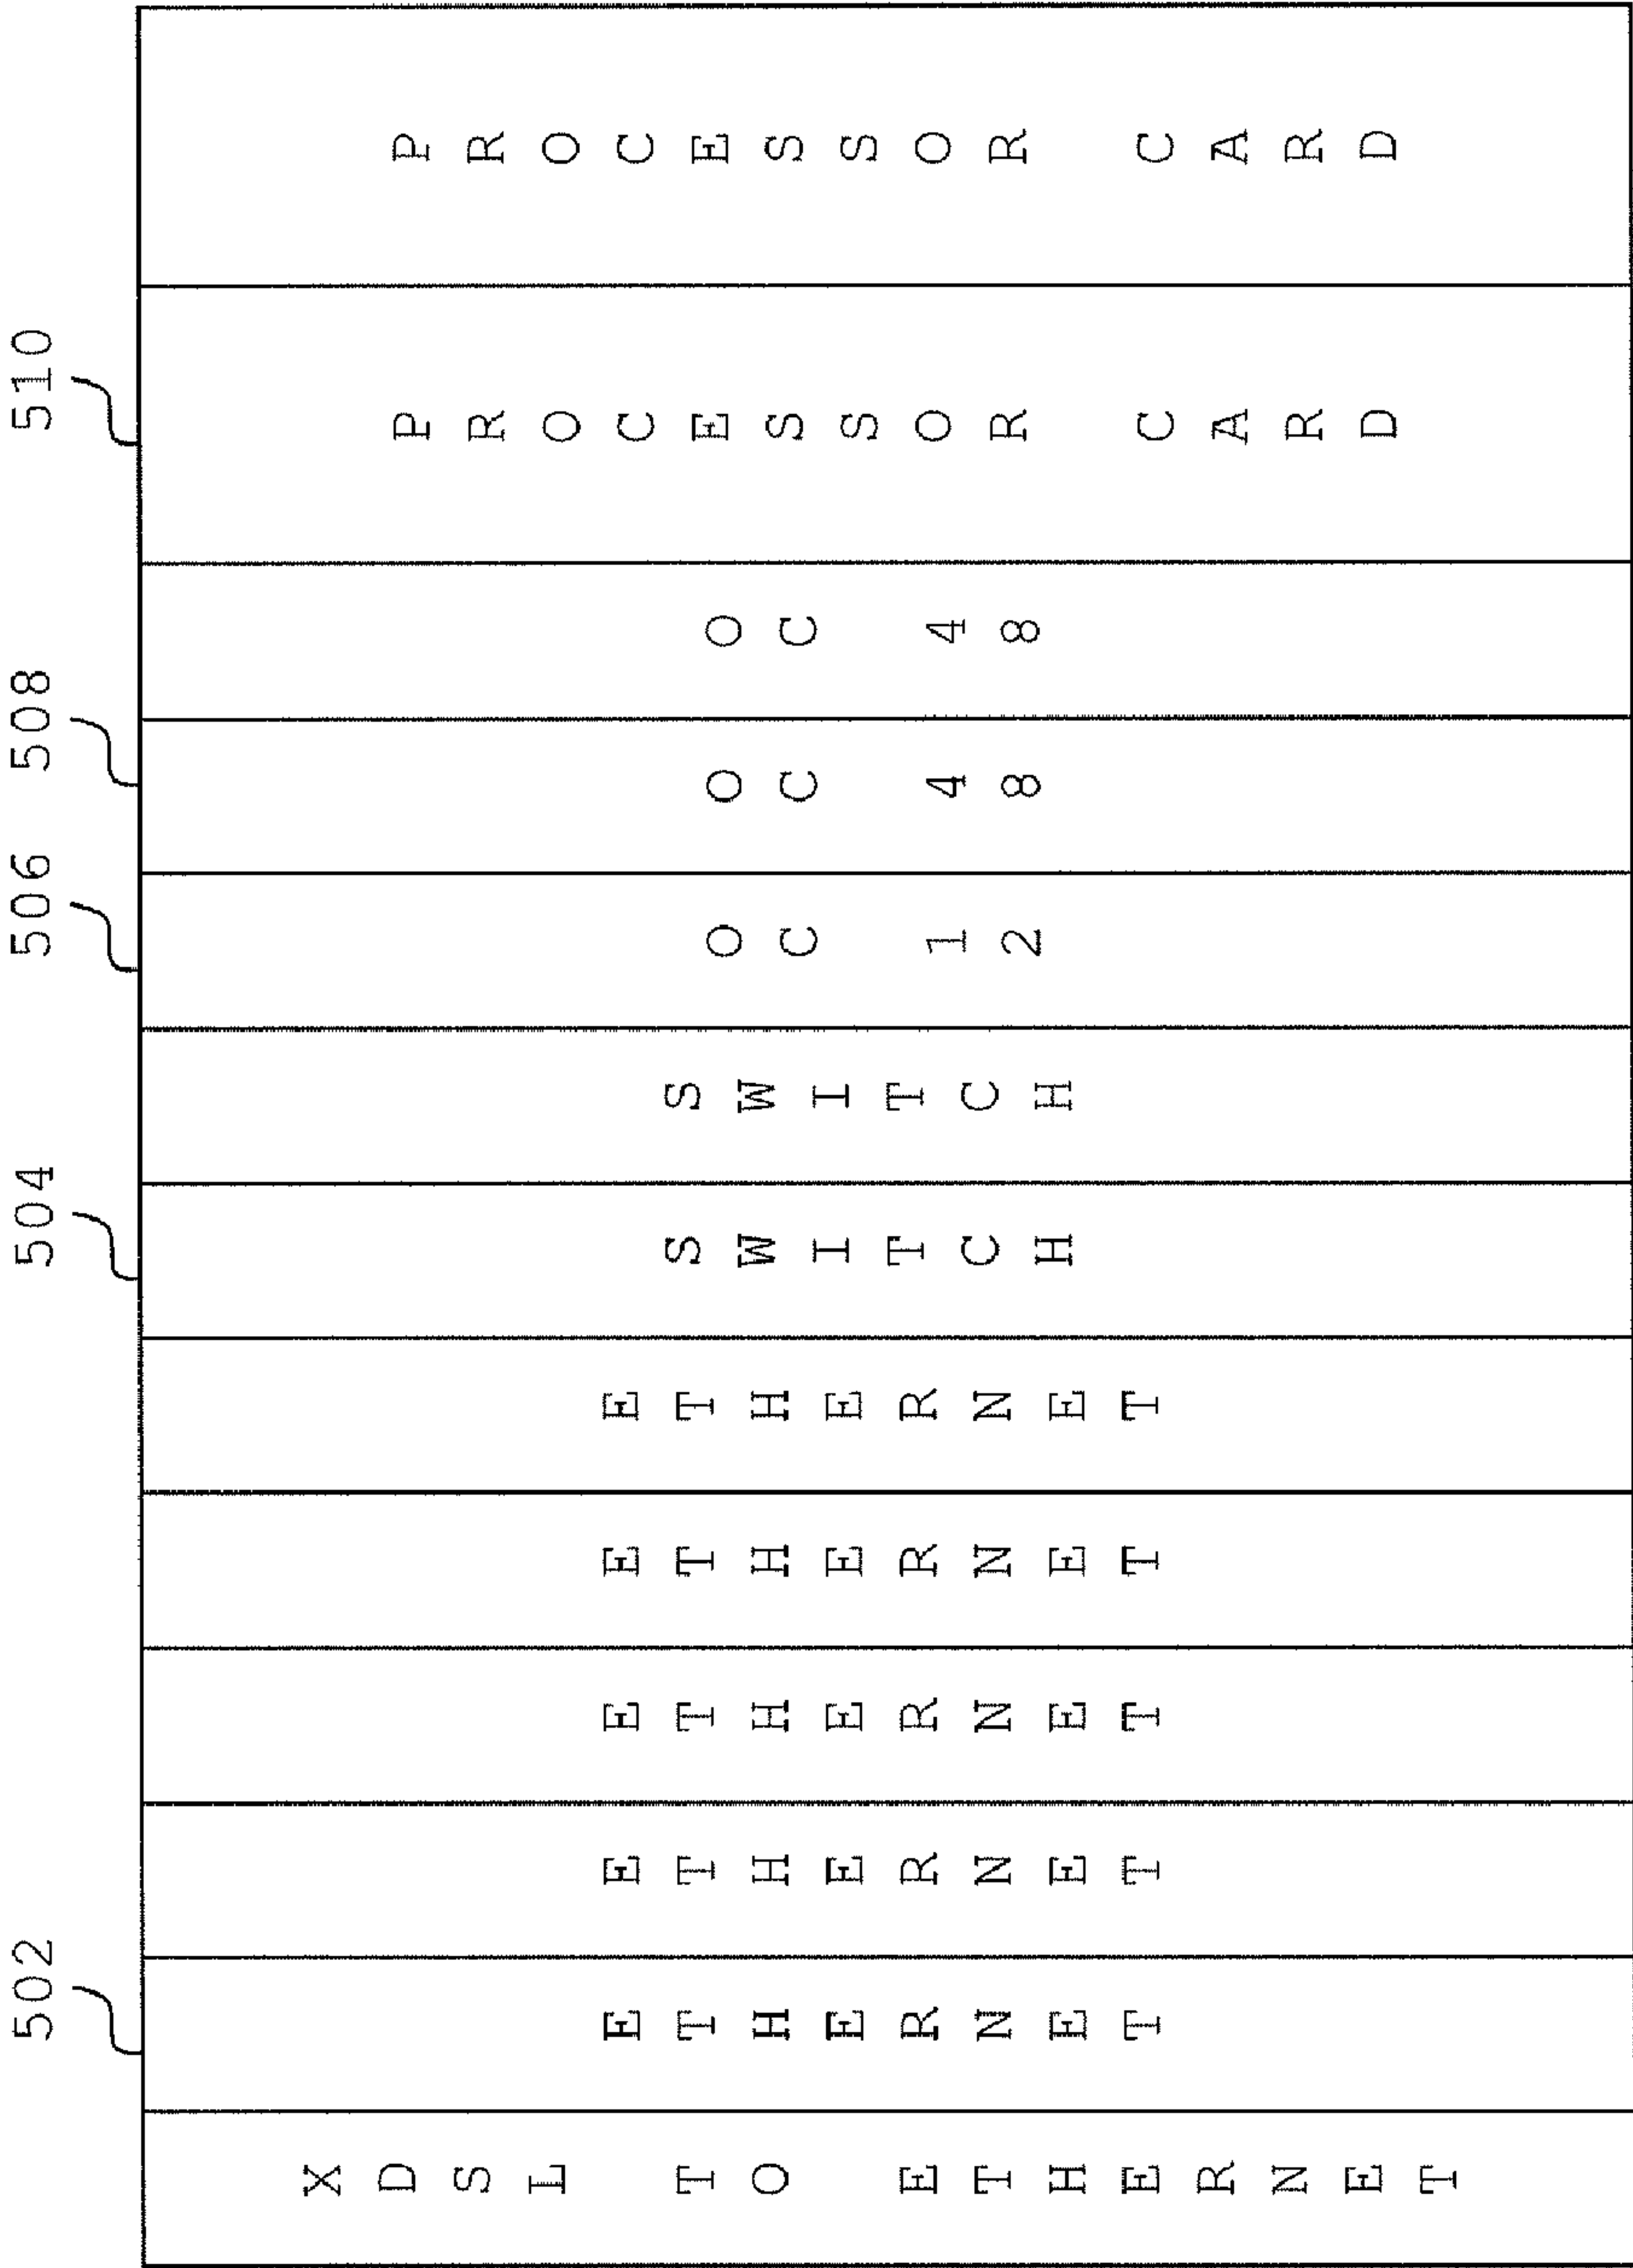 502 504 506 508 510
XDSL TO ETHERNET
ETHERNET
ETHERNET
ETHERNET
ETHERNET
ETHERNET
SWITCH
SWITCH
OC 12
OC 48
OC 48
PROCESSOR CARD
PROCESSOR CARD